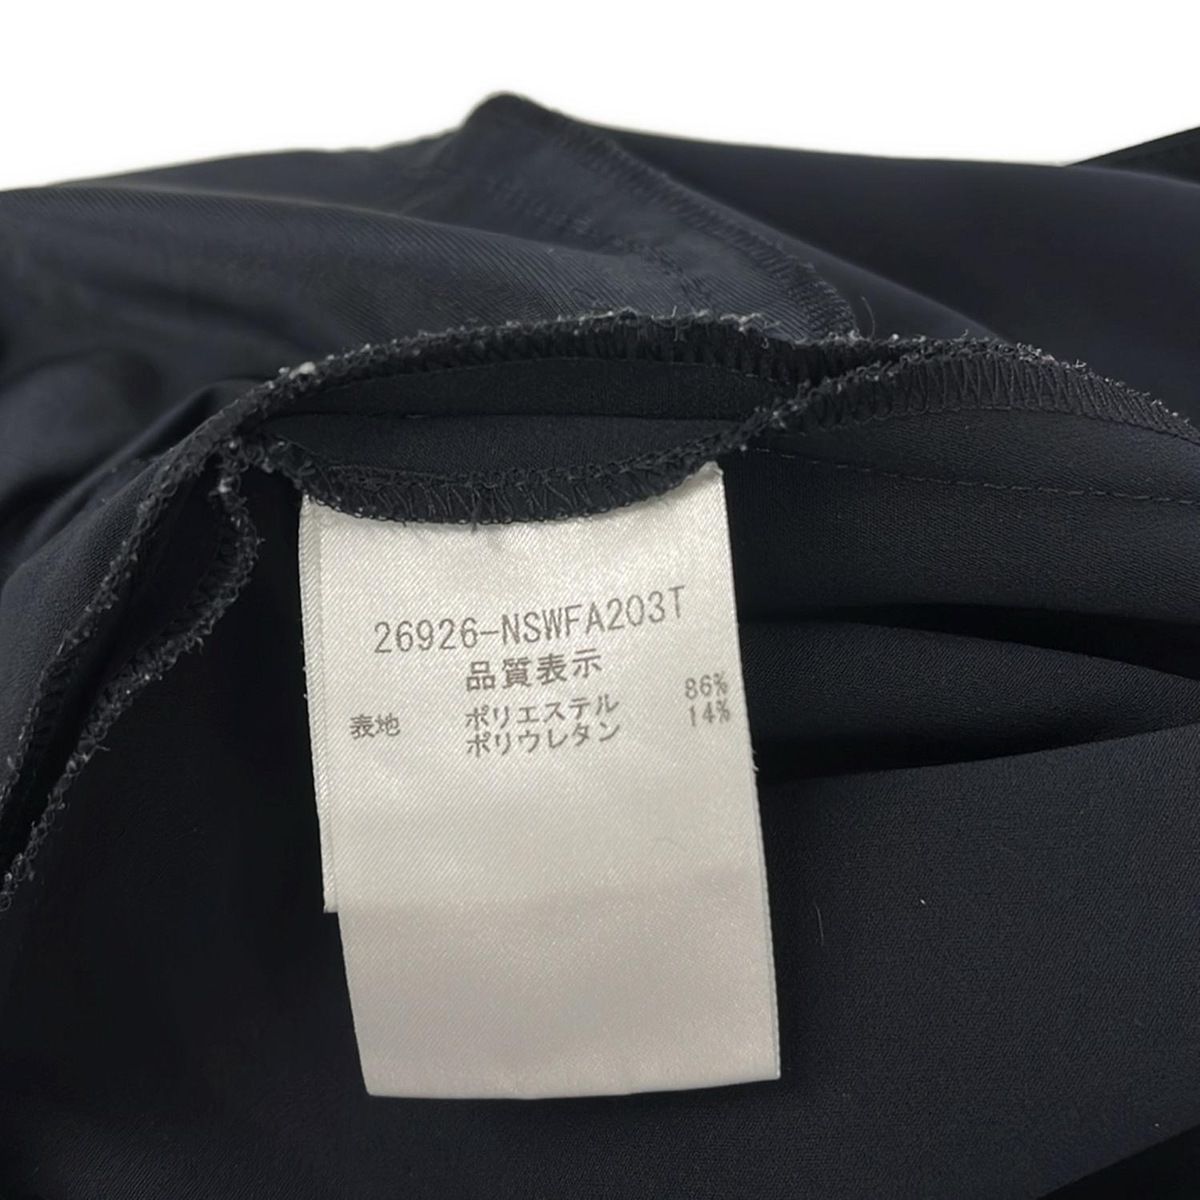 26926-NSWFA203T
品質表示
表地 ポリエステル 86%
ポリウレタン 14%